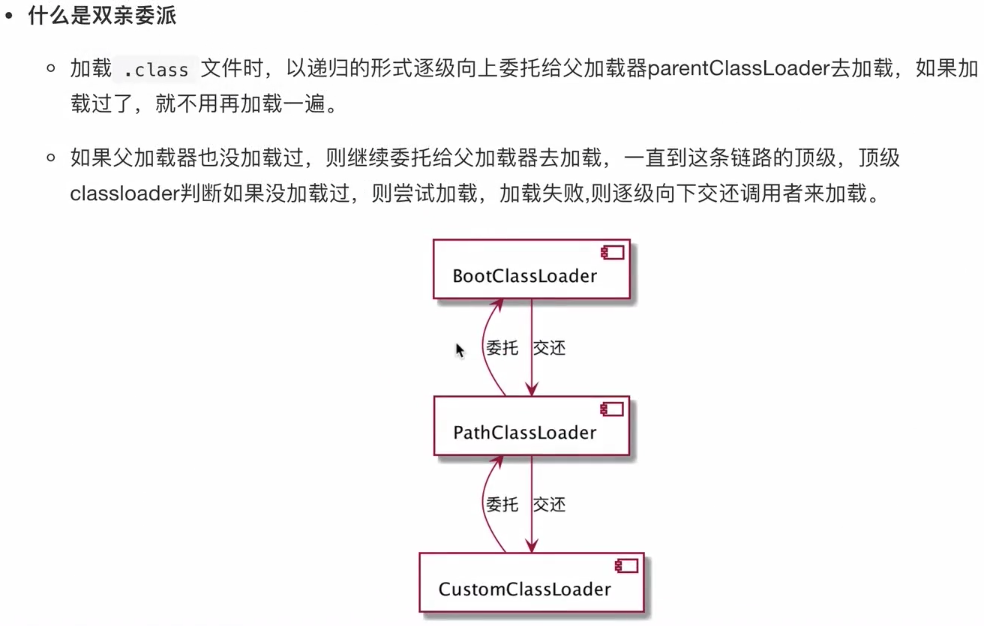 什么是双亲委派
加载 .class 文件时，以递归的形式逐级向上委托给父加载器parentClassLoader去加载，如果加
载过了，就不用再加载一遍。
如果父加载器也没加载过，则继续委托给父加载器去加载，一直到这条链路的顶级，顶级
classloader判断如果没加载过，则尝试加载，加载失败,则逐级向下交还调用者来加载。
BootClassLoader
委托 交还
PathClassLoader
委托 交还
CustomClassLoader